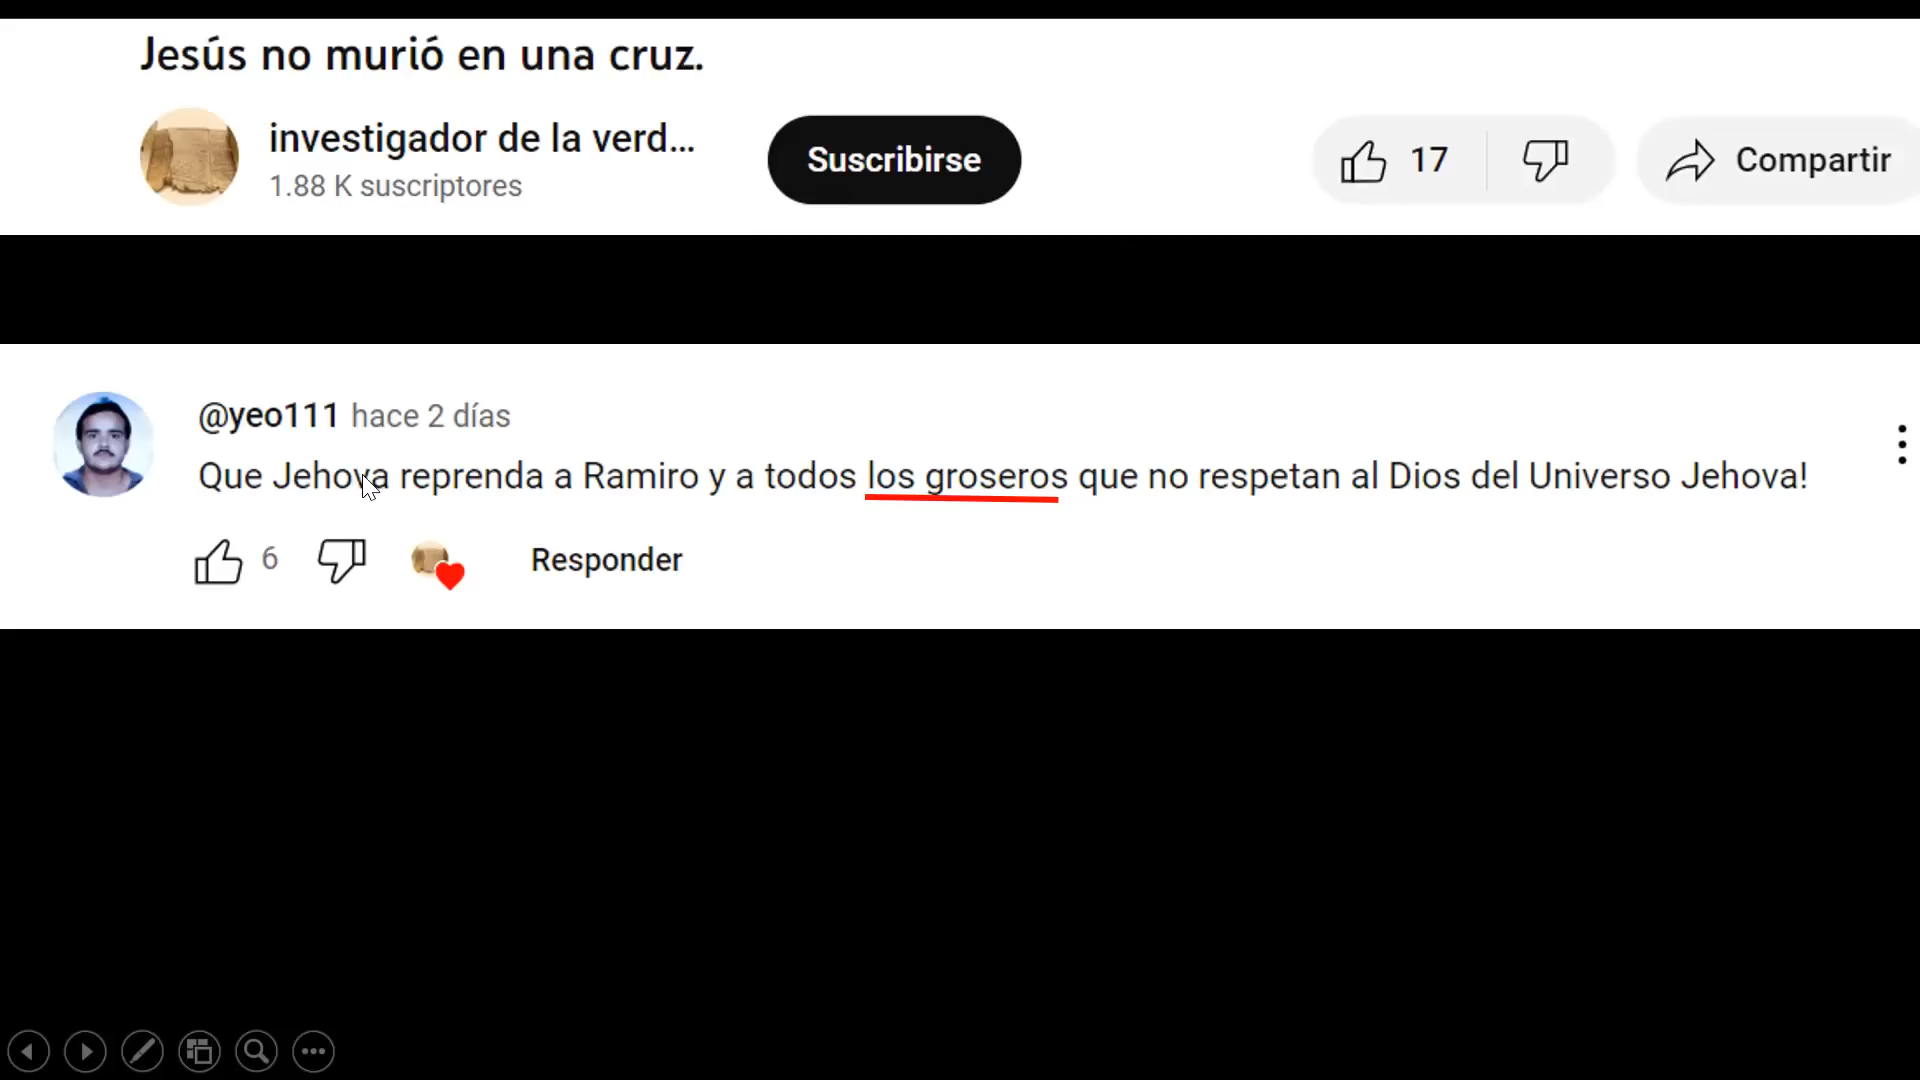 Jesús no murió en una cruz.
investigador de la verd...
1.88 K suscriptores
Suscribirse
17
Compartir
@yeo111 hace 2 días
Que Jehova reprenda a Ramiro y a todos los groseros que no respetan al Dios del Universo Jehova!
6
Responder